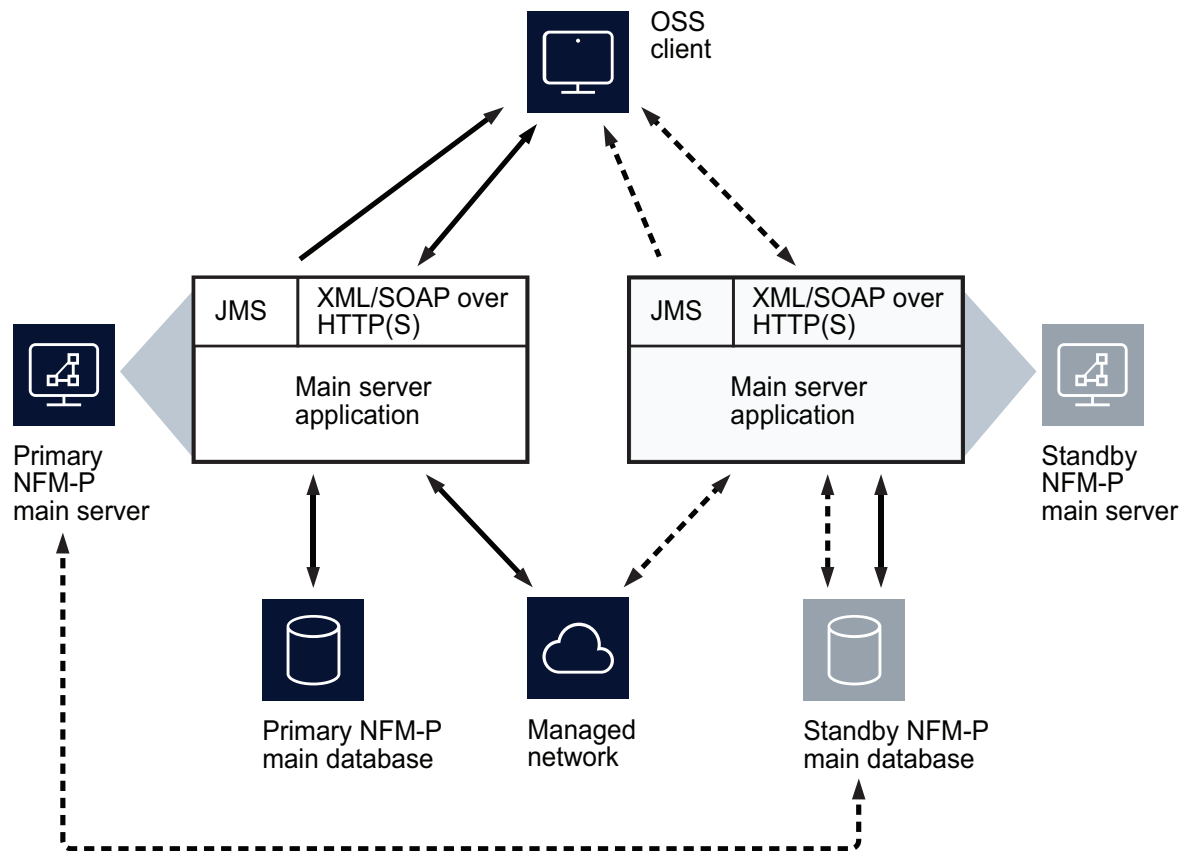 OSS
client
JMS
XML/SOAP over
HTTP(S)
Main server
application
JMS
XML/SOAP over
HTTP(S)
Main server
application
Primary
NFM-P
main server
Standby
NFM-P
main server
Primary NFM-P
main database
Managed
network
Standby NFM-P
main database